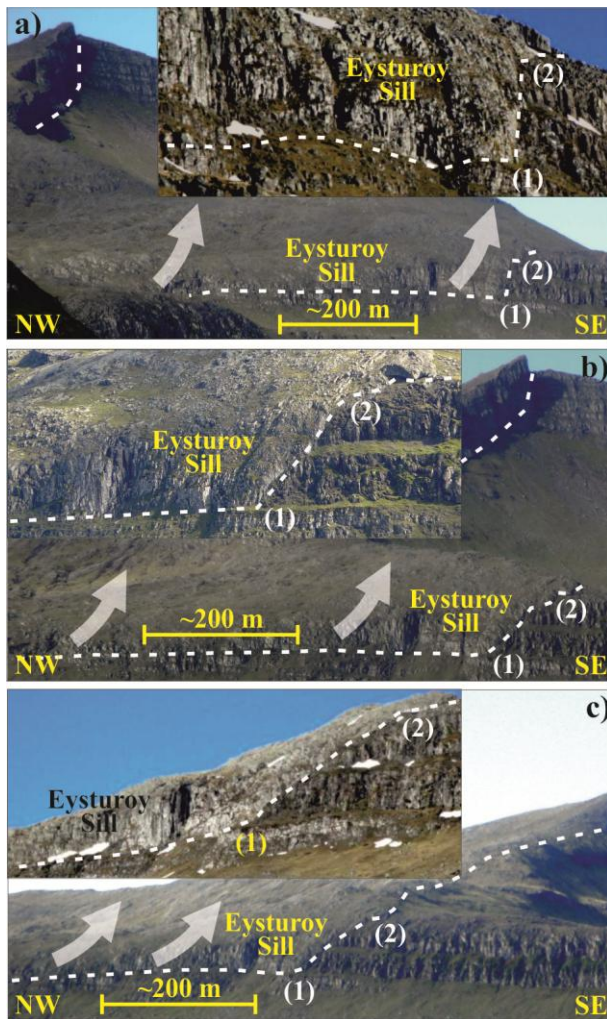 a)
Eysturoy
Sill
(2)
(1)
Eysturoy
Sill
(2)
(1)
NW
~200 m
SE
b)
(2)
Eysturoy
Sill
(1)
Eysturoy
Sill
(2)
~200 m
(1)
NW
SE
c)
(2)
Eysturoy
Sill
(1)
Eysturoy
Sill
(2)
(1)
NW
~200 m
SE